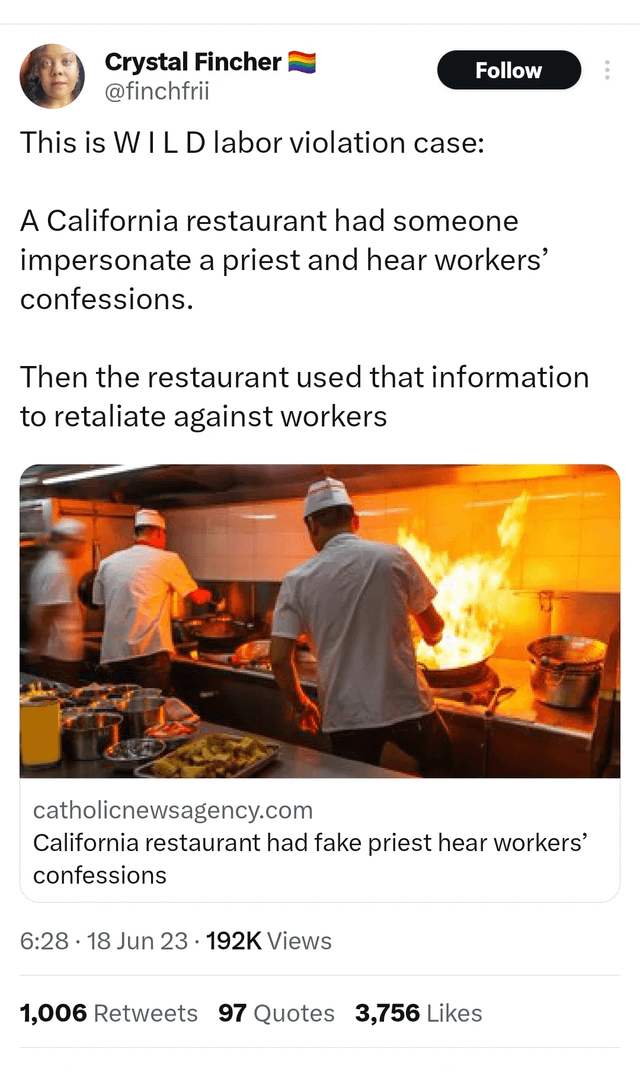 Crystal Fincher 🏳️‍🌈
@finchfrii
Follow
This is W I L D labor violation case:
A California restaurant had someone
impersonate a priest and hear workers’
confessions.
Then the restaurant used that information
to retaliate against workers
catholicnewsagency.com
California restaurant had fake priest hear workers’
confessions
6:28 · 18 Jun 23 · 192K Views
1,006 Retweets 97 Quotes 3,756 Likes